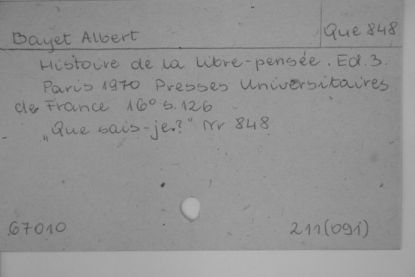 Bayet Albert Que 848
Histoire de la libre-pensée. Ed. 3.
Paris 1970 Presses Universitaires
de France 16° s. 126
„Que sais-je?" Nr 848
67010 211(091)